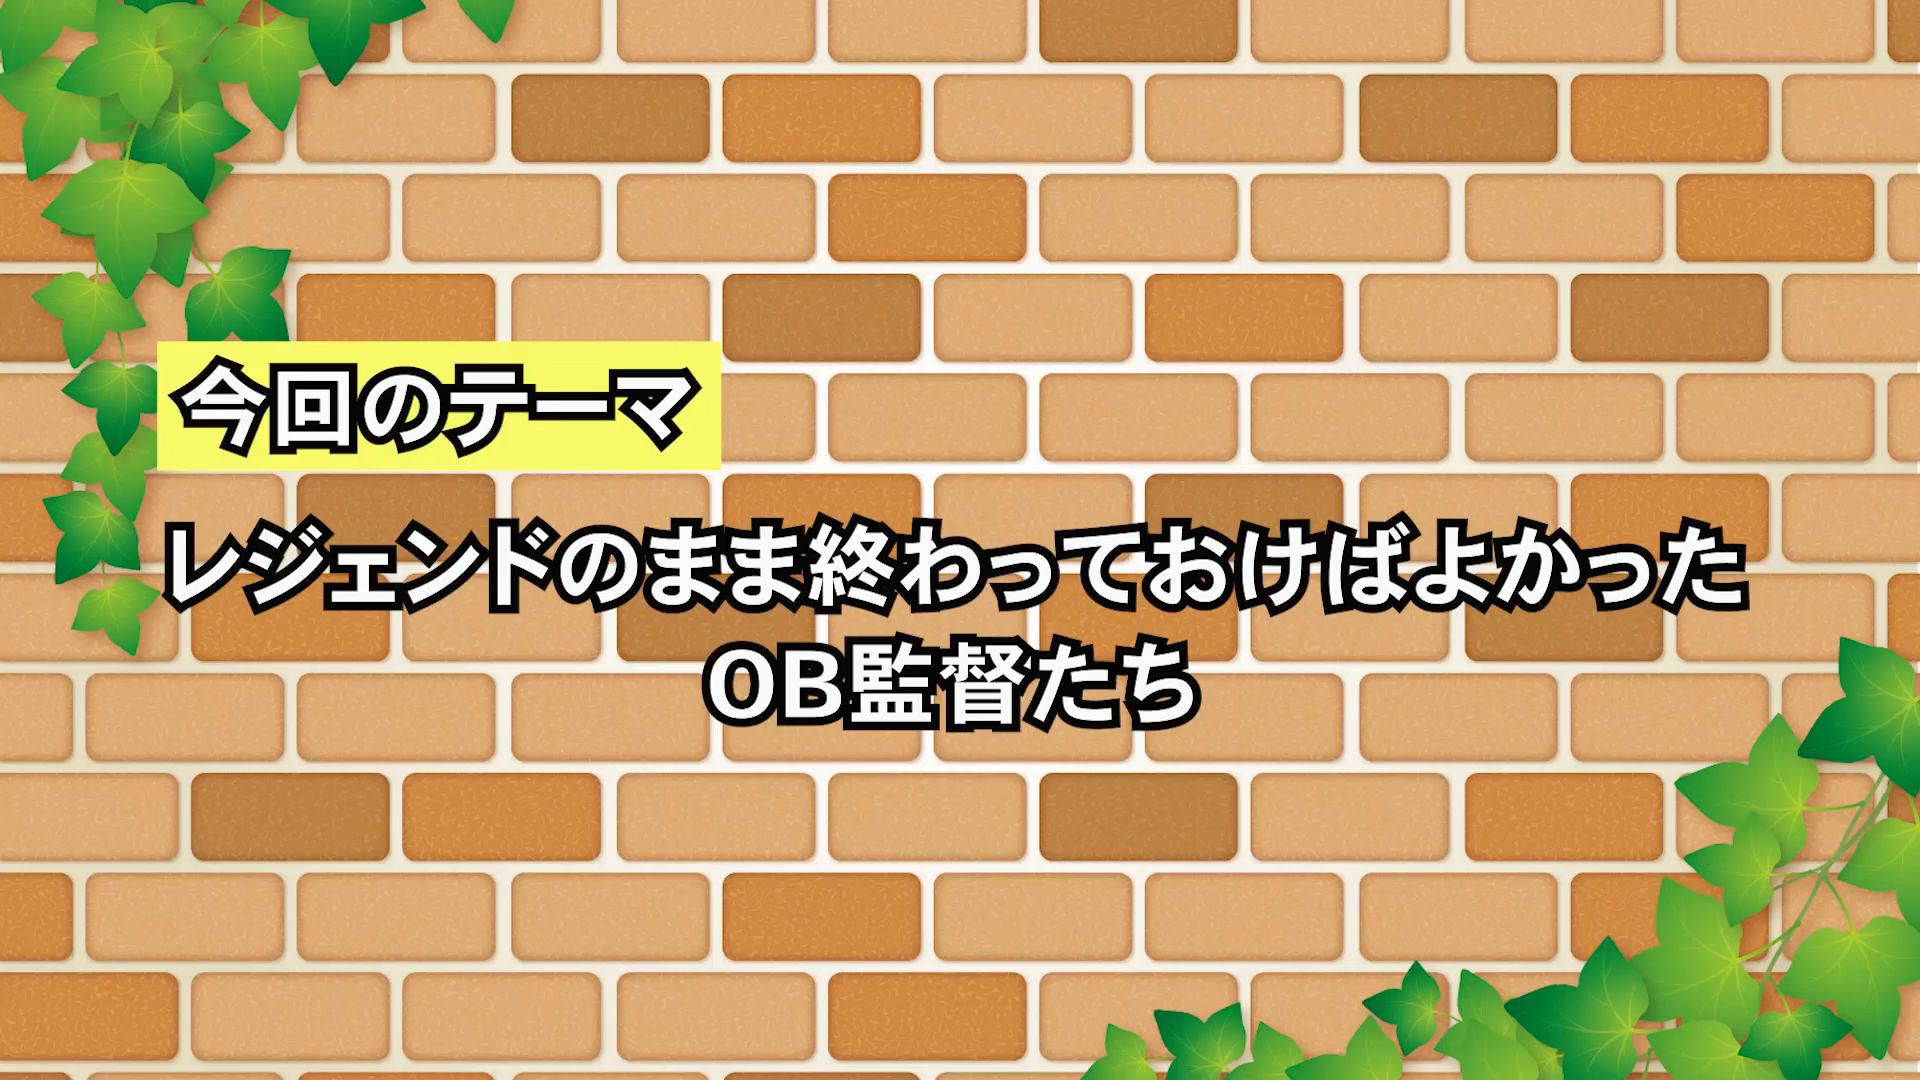 今回のテーマ
レジェンドのまま終わっておけばよかった
OB監督たち